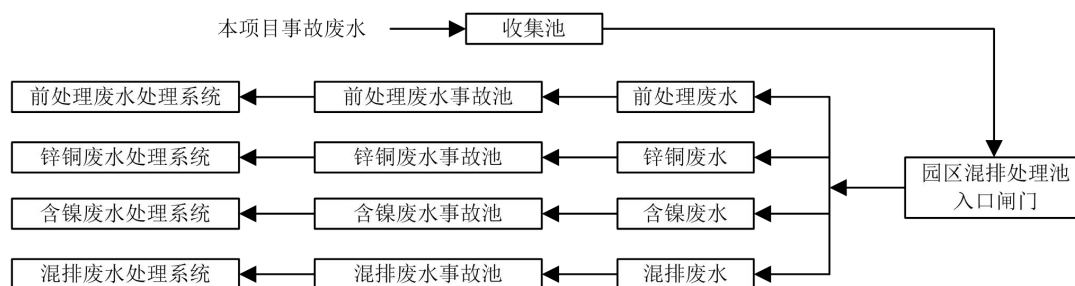 本项目事故废水
收集池
前处理废水处理系统
前处理废水事故池
前处理废水
锌铜废水处理系统
锌铜废水事故池
锌铜废水
园区混排处理池
入口闸门
含镍废水处理系统
含镍废水事故池
含镍废水
混排废水处理系统
混排废水事故池
混排废水